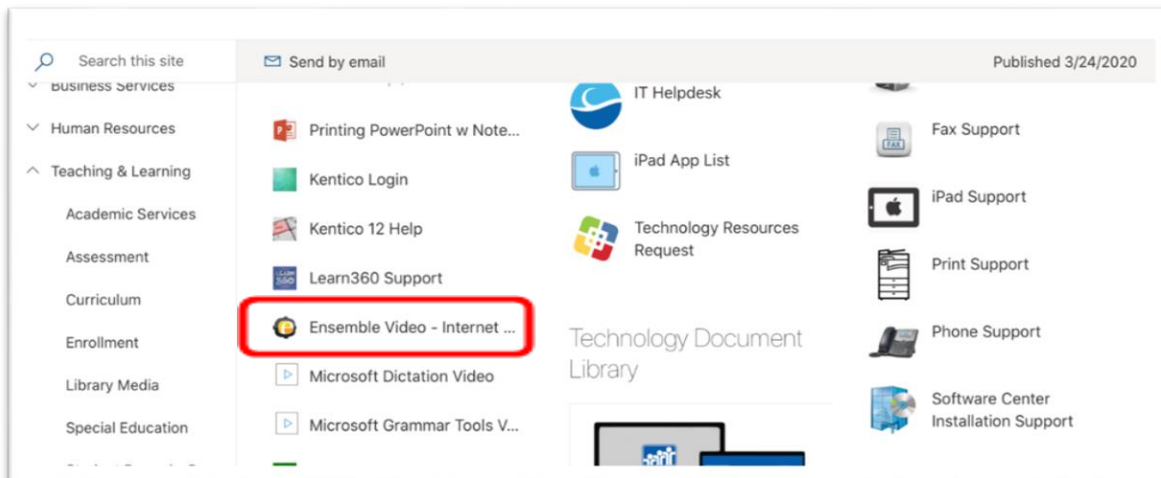 Search this site
Send by email
Published 3/24/2020
Business Services
Human Resources
Teaching & Learning
Academic Services
Assessment
Curriculum
Enrollment
Library Media
Special Education
Printing PowerPoint w Note...
Kentico Login
Kentico 12 Help
Learn360 Support
Ensemble Video - Internet ...
Microsoft Dictation Video
Microsoft Grammar Tools V...
IT Helpdesk
iPad App List
Technology Resources
Request
Technology Document
Library
FAX
Fax Support
iPad Support
Print Support
Phone Support
Software Center
Installation Support